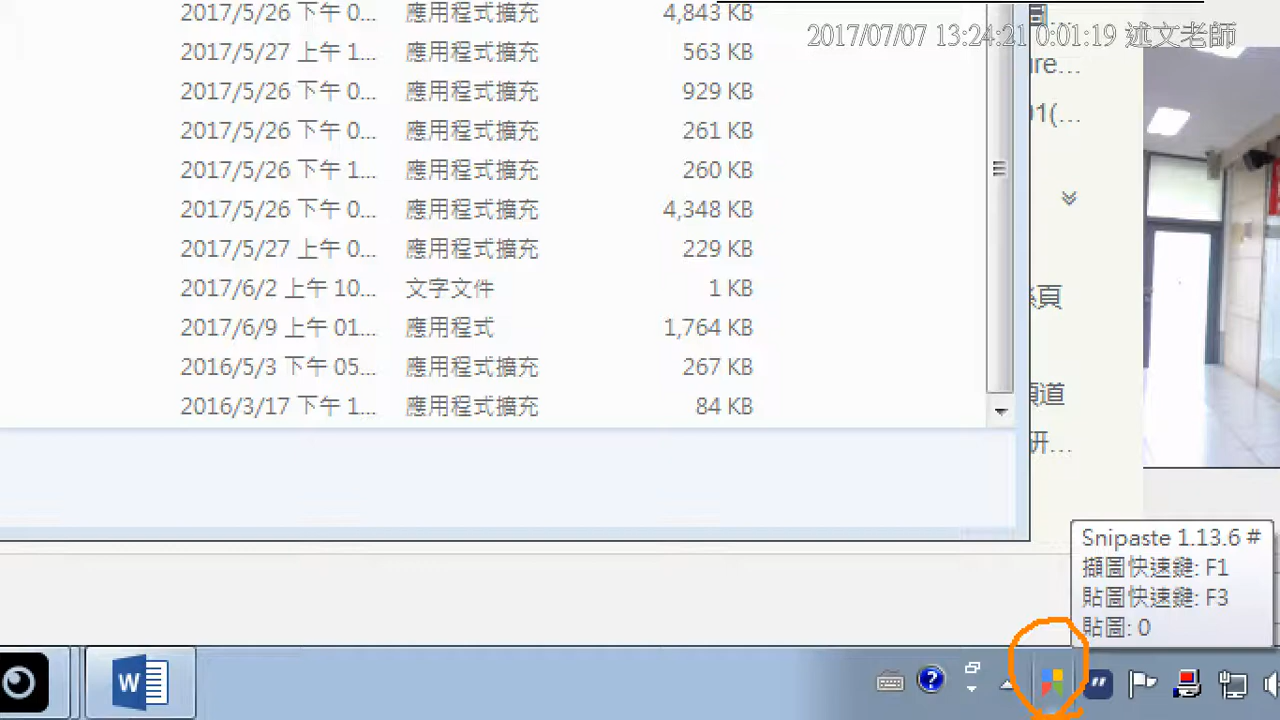 2017/5/26 下午 0... 應用程式擴充 4,843 KB
2017/07/07 13:24:21 0:01:19 述文老師
2017/5/27 上午 1... 應用程式擴充 563 KB
2017/5/26 下午 0... 應用程式擴充 929 KB
2017/5/26 下午 0... 應用程式擴充 261 KB
2017/5/26 下午 1... 應用程式擴充 260 KB
2017/5/26 下午 0... 應用程式擴充 4,348 KB
2017/5/27 上午 0... 應用程式擴充 229 KB
2017/6/2 上午 10... 文字文件 1 KB
2017/6/9 上午 01... 應用程式 1,764 KB
2016/5/3 下午 05... 應用程式擴充 267 KB
2016/3/17 下午 1... 應用程式擴充 84 KB
Snipaste 1.13.6 #
擷圖快速鍵: F1
貼圖快速鍵: F3
貼圖: 0
W